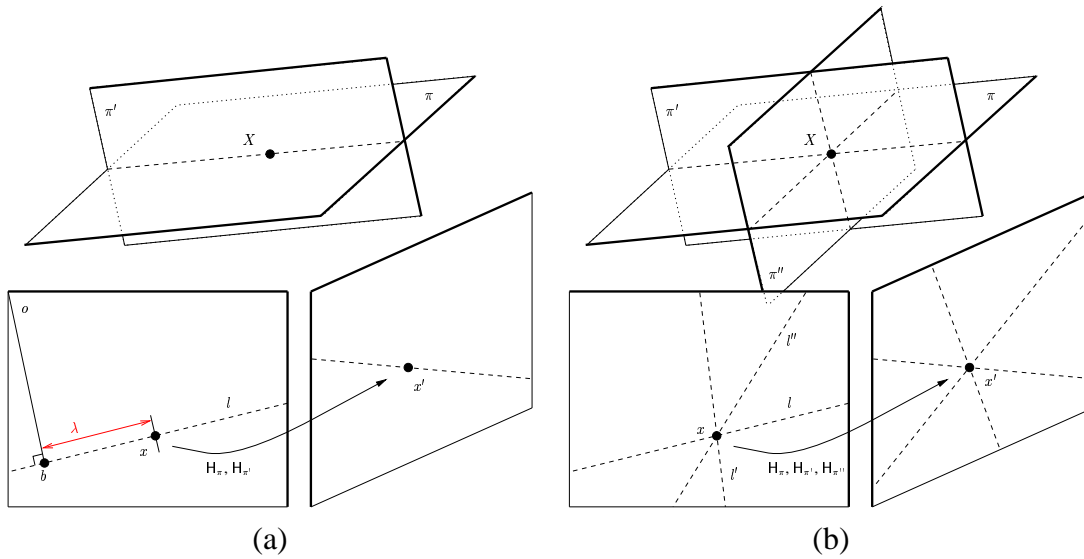 π′
π
X
o
l
λ
x
b
x′
H_π, H_π′
(a)
π′
π
X
π′′
l′′
l
x
l′
x′
H_π, H_π′, H_π′′
(b)